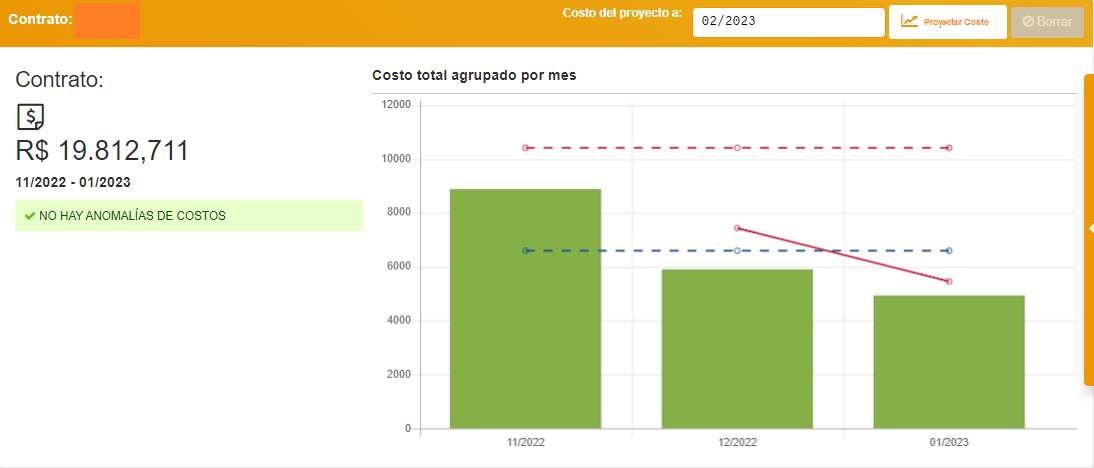 Contrato:
Costo del proyecto a:
02/2023
Proyectar Costo
Borrar
Contrato:
$
R$ 19.812,711
11/2022 - 01/2023
NO HAY ANOMALÍAS DE COSTOS
Costo total agrupado por mes
12000
10000
8000
6000
4000
2000
0
11/2022
12/2022
01/2023